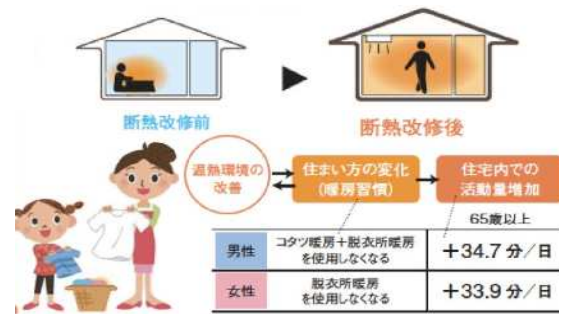 断熱改修前
断熱改修後
温熱環境の
改善
住まい方の変化
(暖房習慣)
住宅内での
活動量増加
65歳以上
男性
コタツ暖房+脱衣所暖房
を使用しなくなる
+34.7 分/日
女性
脱衣所暖房
を使用しなくなる
+33.9 分/日